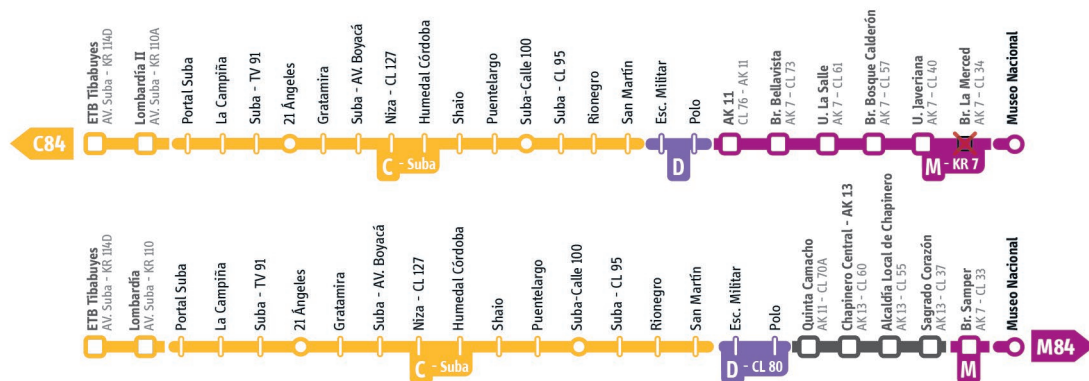 C84
ETB Tibabuyes
AV. Suba - KR 114D
Lombardía II
AV. Suba - KR 110A
Portal Suba
La Campiña
Suba - TV 91
21 Ángeles
Gratamira
Suba - AV. Boyacá
Niza - CL 127
Humedal Córdoba
Shaio
Puentelargo
Suba-Calle 100
Suba - CL 95
Rionegro
San Martín
Esc. Militar
Polo
AK 11
CL 76 - AK 11
Br. Bellavista
AK 7 - CL 73
U. La Salle
AK 7 - CL 61
Br. Bosque Calderón
AK 7 - CL 57
U. Javeriana
AK 7 - CL 40
Br. La Merced
AK 7 - CL 34
Museo Nacional
C - Suba
D
M - KR 7
ETB Tibabuyes
AV. Suba - KR 114D
Lombardía
AV. Suba - KR 110
Portal Suba
La Campiña
Suba - TV 91
21 Ángeles
Gratamira
Suba - AV. Boyacá
Niza - CL 127
Humedal Córdoba
Shaio
Puentelargo
Suba-Calle 100
Suba - CL 95
Rionegro
San Martín
Esc. Militar
Polo
Quinta Camacho
AK 11 - CL 70A
Chapinero Central - AK 13
AK 13 - CL 60
Alcaldía Local de Chapinero
AK 13 - CL 55
Sagrado Corazón
AK 13 - CL 37
Br. Samper
AK 7 - CL 33
Museo Nacional
M84
C - Suba
D - CL 80
M